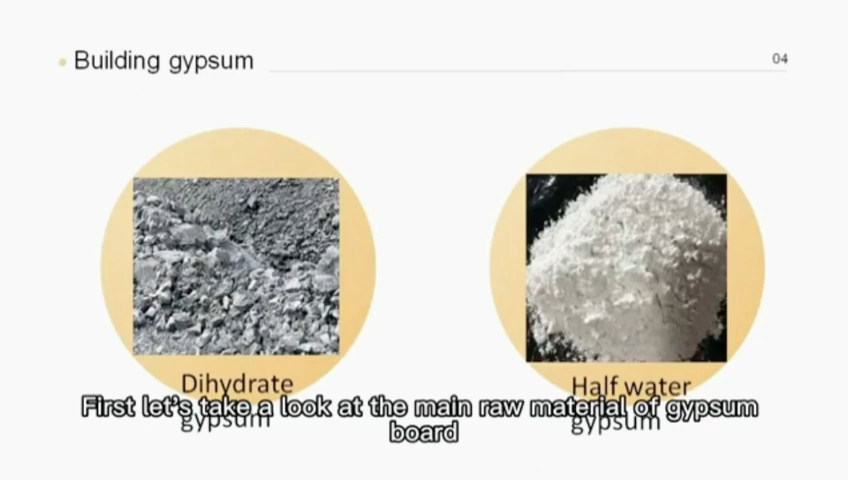 Building gypsum
04
Dihydrate
gypsum
Half water
gypsum
First let's take a look at the main raw material of gypsum
board